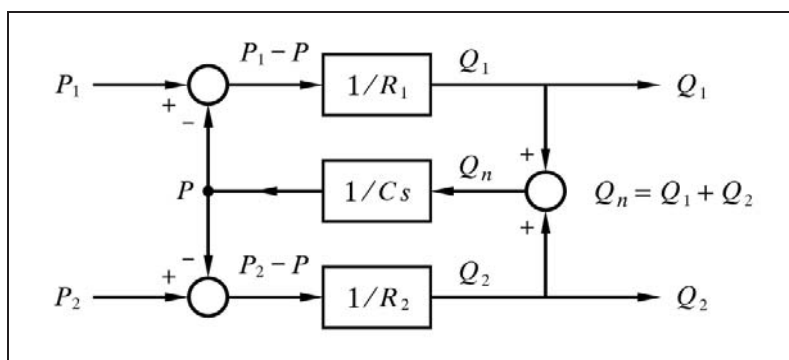 P₁ − P
Q₁
P₁
+
−
1/R₁
Q₁
+
P
1/Cs
Qₙ
Qₙ = Q₁ + Q₂
+
−
+
P₂ − P
Q₂
P₂
1/R₂
Q₂